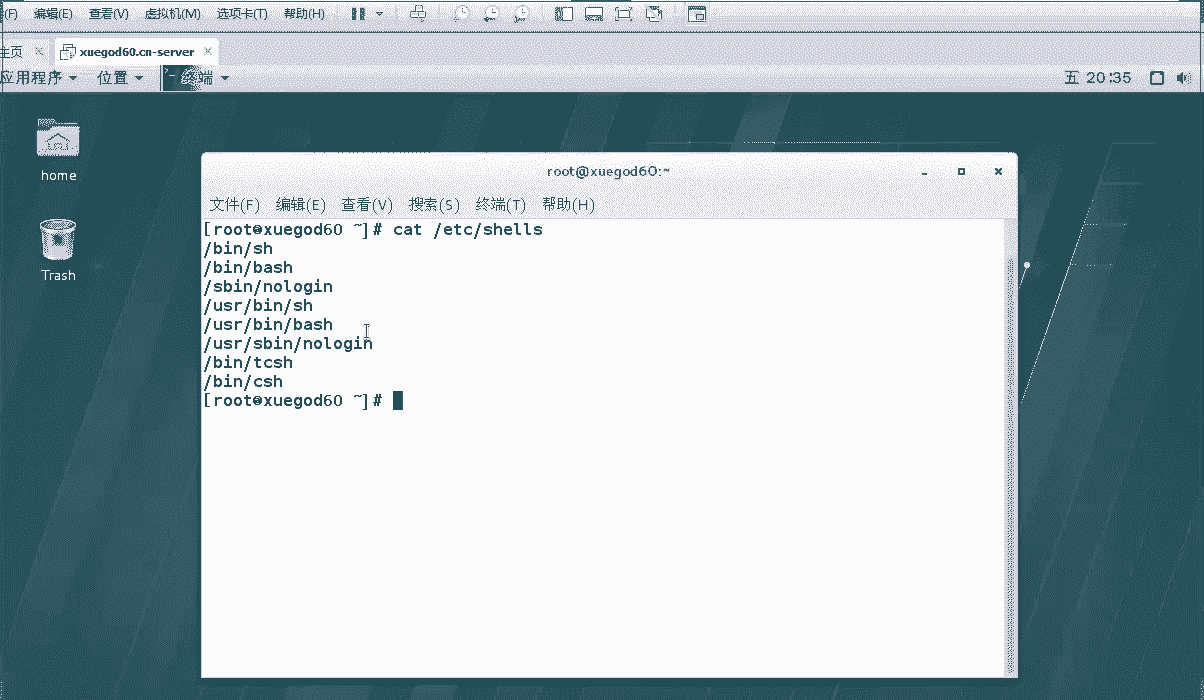 (F) 编辑(E) 查看(V) 虚拟机(M) 选项卡(T) 帮助(H)
主页 xuegod60.cn-server
应用程序 位置 终端 五 20:35
home
Trash
root@xuegod60:~
文件(F) 编辑(E) 查看(V) 搜索(S) 终端(T) 帮助(H)
[root@xuegod60 ~]# cat /etc/shells
/bin/sh
/bin/bash
/sbin/nologin
/usr/bin/sh
/usr/bin/bash
/usr/sbin/nologin
/bin/tcsh
/bin/csh
[root@xuegod60 ~]#